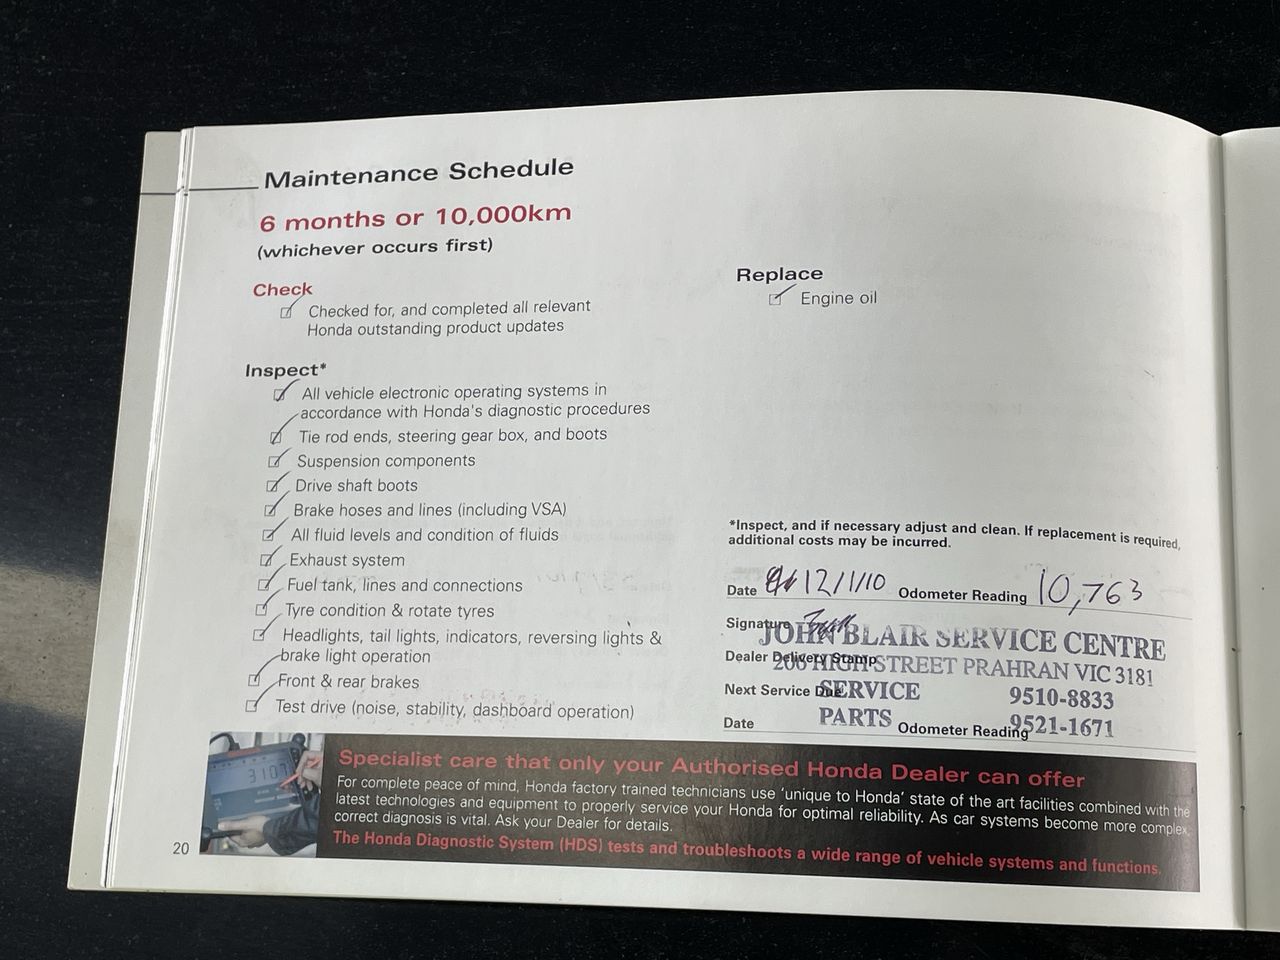 Maintenance Schedule
6 months or 10,000km
(whichever occurs first)
Check
Checked for, and completed all relevant
Honda outstanding product updates
Inspect*
All vehicle electronic operating systems in
accordance with Honda's diagnostic procedures
Tie rod ends, steering gear box, and boots
Suspension components
Drive shaft boots
Brake hoses and lines (including VSA)
All fluid levels and condition of fluids
Exhaust system
Fuel tank, lines and connections
Tyre condition & rotate tyres
Headlights, tail lights, indicators, reversing lights &
brake light operation
Front & rear brakes
Test drive (noise, stability, dashboard operation)
Replace
Engine oil
*Inspect, and if necessary adjust and clean. If replacement is required,
additional costs may be incurred.
Date 12/1/10 Odometer Reading 10,763
Signature
JOHN BLAIR SERVICE CENTRE
Dealer Delivery Stamp
206 HIGH STREET PRAHRAN VIC 3181
Next Service Due
SERVICE 9510-8833
PARTS 9521-1671
Date Odometer Reading
3107
Specialist care that only your Authorised Honda Dealer can offer
For complete peace of mind, Honda factory trained technicians use 'unique to Honda' state of the art facilities combined with the
latest technologies and equipment to properly service your Honda for optimal reliability. As car systems become more complex,
correct diagnosis is vital. Ask your Dealer for details.
The Honda Diagnostic System (HDS) tests and troubleshoots a wide range of vehicle systems and functions.
20